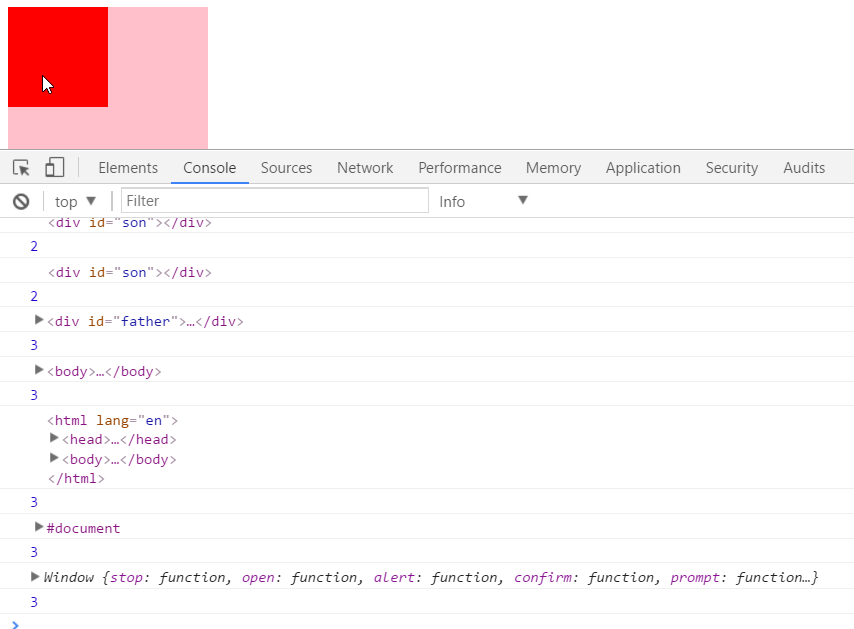 Elements Console Sources Network Performance Memory Application Security Audits
top ▼ Filter Info ▼
<div id="son"></div>
2
<div id="son"></div>
2
▶<div id="father">…</div>
3
▶<body>…</body>
3
<html lang="en">
▶<head>…</head>
▶<body>…</body>
</html>
3
▶#document
3
▶Window {stop: function, open: function, alert: function, confirm: function, prompt: function…}
3
>